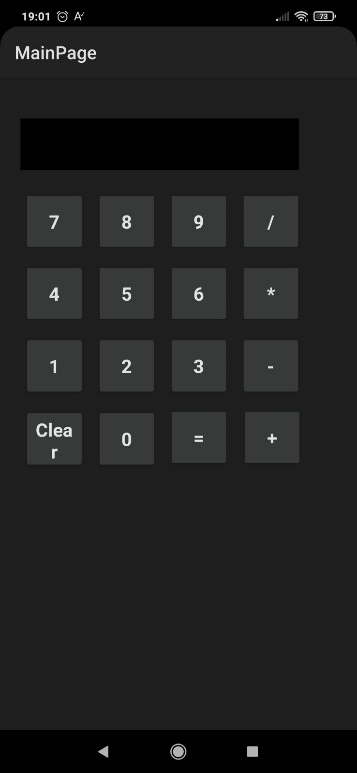 19:01 A 73
MainPage
7 8 9 /
4 5 6 *
1 2 3 -
Clea
r 0 = +